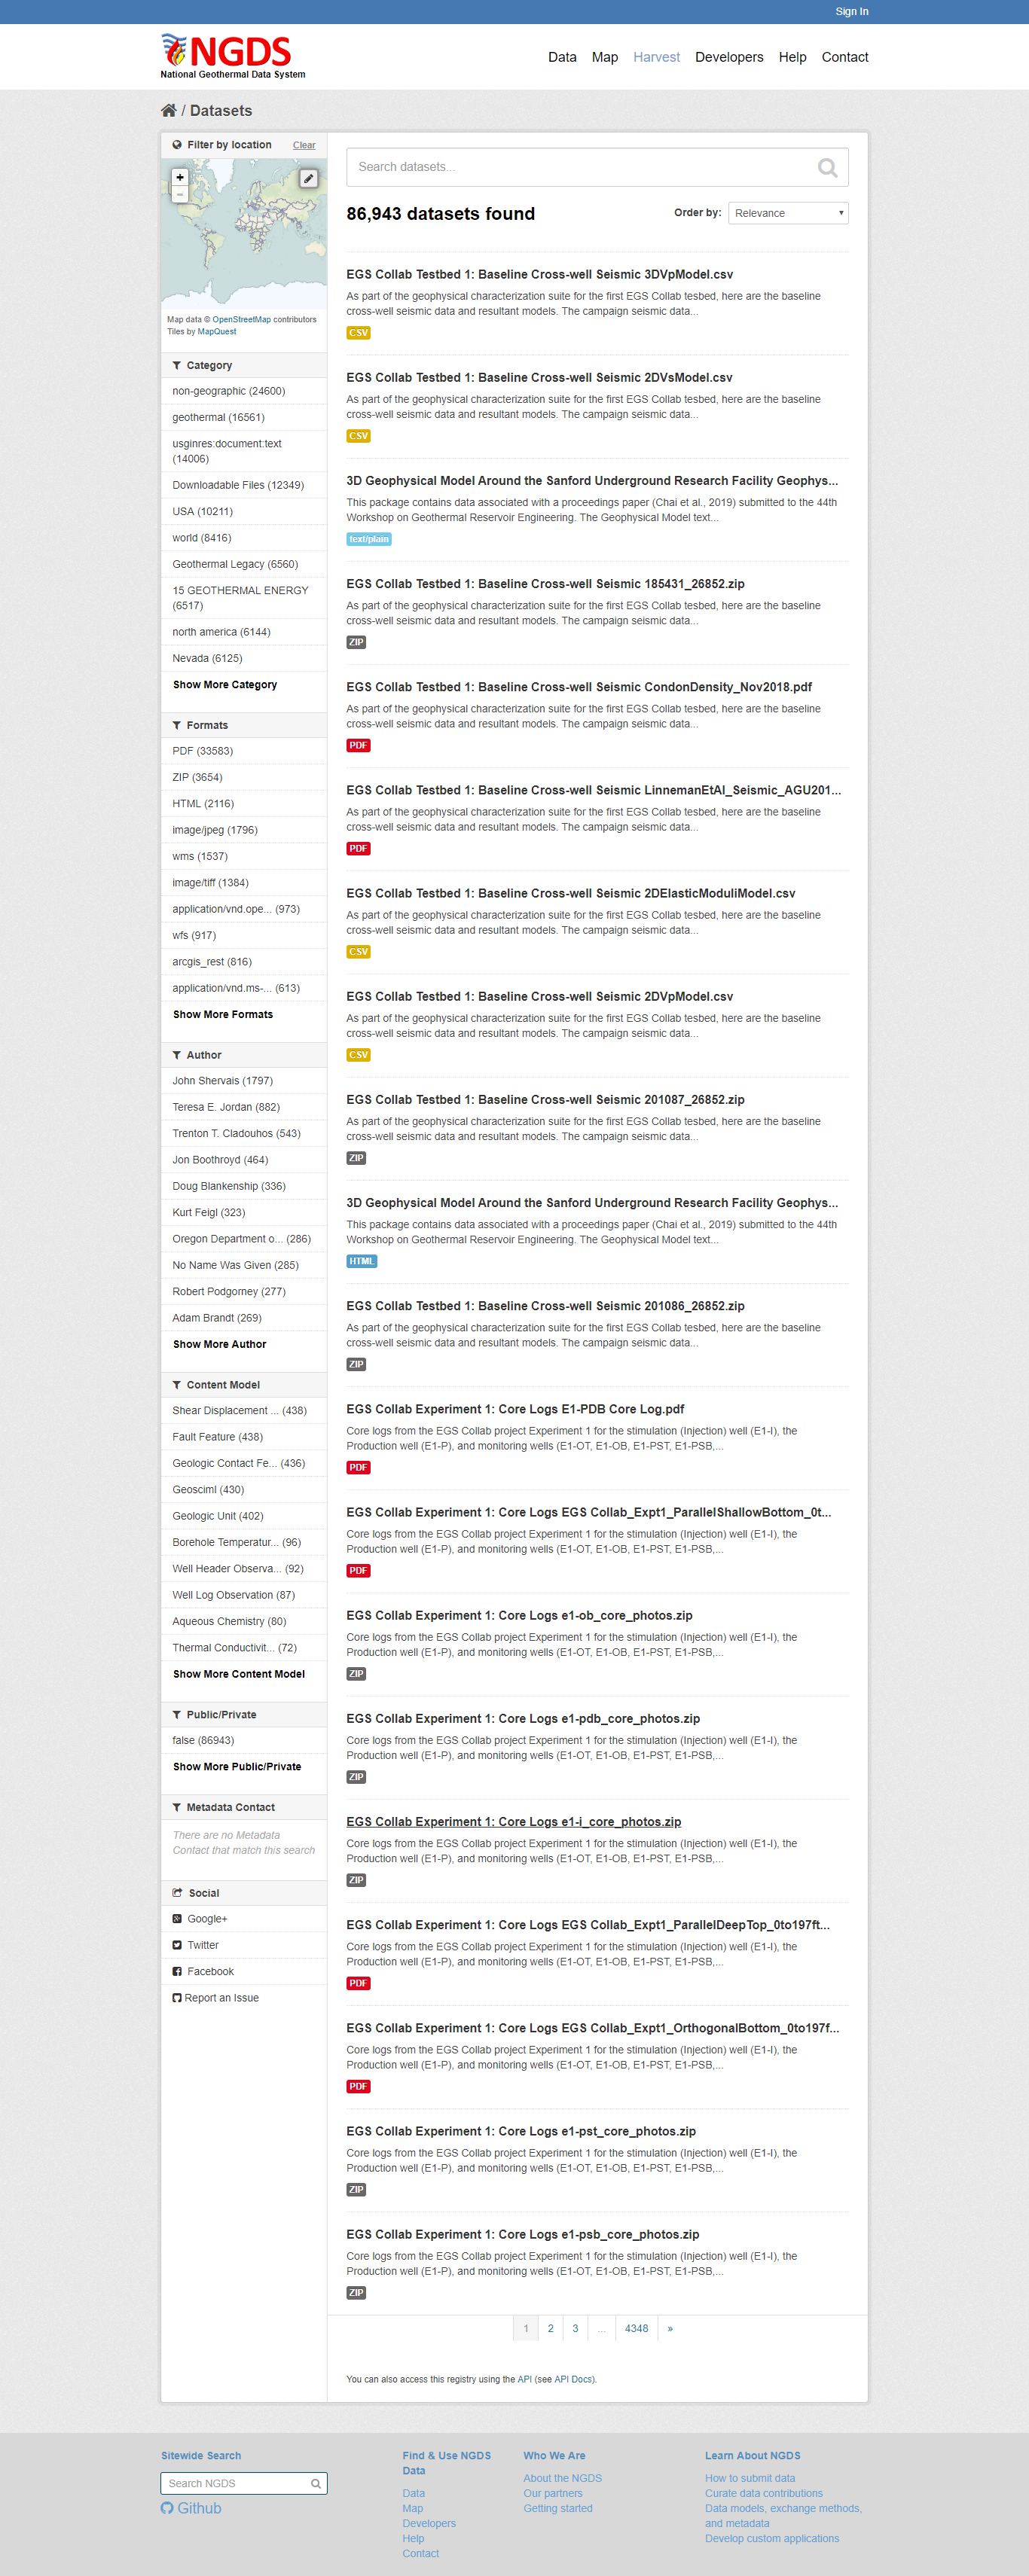 Sign In
NGDS
National Geothermal Data System
Data Map Harvest Developers Help Contact
/ Datasets
Filter by location Clear
+
−
Map data © OpenStreetMap contributors
Tiles by MapQuest
Category
non-geographic (24600)
geothermal (16561)
usginres:document:text
(14006)
Downloadable Files (12349)
USA (10211)
world (8416)
Geothermal Legacy (6560)
15 GEOTHERMAL ENERGY
(6517)
north america (6144)
Nevada (6125)
Show More Category
Formats
PDF (33583)
ZIP (3654)
HTML (2116)
image/jpeg (1796)
wms (1537)
image/tiff (1384)
application/vnd.ope... (973)
wfs (917)
arcgis_rest (816)
application/vnd.ms-... (613)
Show More Formats
Author
John Shervais (1797)
Teresa E. Jordan (882)
Trenton T. Cladouhos (543)
Jon Boothroyd (464)
Doug Blankenship (336)
Kurt Feigl (323)
Oregon Department o... (286)
No Name Was Given (285)
Robert Podgorney (277)
Adam Brandt (269)
Show More Author
Content Model
Shear Displacement ... (438)
Fault Feature (438)
Geologic Contact Fe... (436)
Geosciml (430)
Geologic Unit (402)
Borehole Temperatur... (96)
Well Header Observa... (92)
Well Log Observation (87)
Aqueous Chemistry (80)
Thermal Conductivit... (72)
Show More Content Model
Public/Private
false (86943)
Show More Public/Private
Metadata Contact
There are no Metadata
Contact that match this search
Social
Google+
Twitter
Facebook
Report an Issue
Search datasets...
86,943 datasets found
Order by: Relevance
EGS Collab Testbed 1: Baseline Cross-well Seismic 3DVpModel.csv
As part of the geophysical characterization suite for the first EGS Collab tesbed, here are the baseline
cross-well seismic data and resultant models. The campaign seismic data...
CSV
EGS Collab Testbed 1: Baseline Cross-well Seismic 2DVsModel.csv
As part of the geophysical characterization suite for the first EGS Collab tesbed, here are the baseline
cross-well seismic data and resultant models. The campaign seismic data...
CSV
3D Geophysical Model Around the Sanford Underground Research Facility Geophys...
This package contains data associated with a proceedings paper (Chai et al., 2019) submitted to the 44th
Workshop on Geothermal Reservoir Engineering. The Geophysical Model text...
text/plain
EGS Collab Testbed 1: Baseline Cross-well Seismic 185431_26852.zip
As part of the geophysical characterization suite for the first EGS Collab tesbed, here are the baseline
cross-well seismic data and resultant models. The campaign seismic data...
ZIP
EGS Collab Testbed 1: Baseline Cross-well Seismic CondonDensity_Nov2018.pdf
As part of the geophysical characterization suite for the first EGS Collab tesbed, here are the baseline
cross-well seismic data and resultant models. The campaign seismic data...
PDF
EGS Collab Testbed 1: Baseline Cross-well Seismic LinnemanEtAl_Seismic_AGU201...
As part of the geophysical characterization suite for the first EGS Collab tesbed, here are the baseline
cross-well seismic data and resultant models. The campaign seismic data...
PDF
EGS Collab Testbed 1: Baseline Cross-well Seismic 2DElasticModuliModel.csv
As part of the geophysical characterization suite for the first EGS Collab tesbed, here are the baseline
cross-well seismic data and resultant models. The campaign seismic data...
CSV
EGS Collab Testbed 1: Baseline Cross-well Seismic 2DVpModel.csv
As part of the geophysical characterization suite for the first EGS Collab tesbed, here are the baseline
cross-well seismic data and resultant models. The campaign seismic data...
CSV
EGS Collab Testbed 1: Baseline Cross-well Seismic 201087_26852.zip
As part of the geophysical characterization suite for the first EGS Collab tesbed, here are the baseline
cross-well seismic data and resultant models. The campaign seismic data...
ZIP
3D Geophysical Model Around the Sanford Underground Research Facility Geophys...
This package contains data associated with a proceedings paper (Chai et al., 2019) submitted to the 44th
Workshop on Geothermal Reservoir Engineering. The Geophysical Model text...
HTML
EGS Collab Testbed 1: Baseline Cross-well Seismic 201086_26852.zip
As part of the geophysical characterization suite for the first EGS Collab tesbed, here are the baseline
cross-well seismic data and resultant models. The campaign seismic data...
ZIP
EGS Collab Experiment 1: Core Logs E1-PDB Core Log.pdf
Core logs from the EGS Collab project Experiment 1 for the stimulation (Injection) well (E1-I), the
Production well (E1-P), and monitoring wells (E1-OT, E1-OB, E1-PST, E1-PSB,...
PDF
EGS Collab Experiment 1: Core Logs EGS Collab_Expt1_ParallelShallowBottom_0t...
Core logs from the EGS Collab project Experiment 1 for the stimulation (Injection) well (E1-I), the
Production well (E1-P), and monitoring wells (E1-OT, E1-OB, E1-PST, E1-PSB,...
PDF
EGS Collab Experiment 1: Core Logs e1-ob_core_photos.zip
Core logs from the EGS Collab project Experiment 1 for the stimulation (Injection) well (E1-I), the
Production well (E1-P), and monitoring wells (E1-OT, E1-OB, E1-PST, E1-PSB,...
ZIP
EGS Collab Experiment 1: Core Logs e1-pdb_core_photos.zip
Core logs from the EGS Collab project Experiment 1 for the stimulation (Injection) well (E1-I), the
Production well (E1-P), and monitoring wells (E1-OT, E1-OB, E1-PST, E1-PSB,...
ZIP
EGS Collab Experiment 1: Core Logs e1-i_core_photos.zip
Core logs from the EGS Collab project Experiment 1 for the stimulation (Injection) well (E1-I), the
Production well (E1-P), and monitoring wells (E1-OT, E1-OB, E1-PST, E1-PSB,...
ZIP
EGS Collab Experiment 1: Core Logs EGS Collab_Expt1_ParallelDeepTop_0to197ft...
Core logs from the EGS Collab project Experiment 1 for the stimulation (Injection) well (E1-I), the
Production well (E1-P), and monitoring wells (E1-OT, E1-OB, E1-PST, E1-PSB,...
PDF
EGS Collab Experiment 1: Core Logs EGS Collab_Expt1_OrthogonalBottom_0to197f...
Core logs from the EGS Collab project Experiment 1 for the stimulation (Injection) well (E1-I), the
Production well (E1-P), and monitoring wells (E1-OT, E1-OB, E1-PST, E1-PSB,...
PDF
EGS Collab Experiment 1: Core Logs e1-pst_core_photos.zip
Core logs from the EGS Collab project Experiment 1 for the stimulation (Injection) well (E1-I), the
Production well (E1-P), and monitoring wells (E1-OT, E1-OB, E1-PST, E1-PSB,...
ZIP
EGS Collab Experiment 1: Core Logs e1-psb_core_photos.zip
Core logs from the EGS Collab project Experiment 1 for the stimulation (Injection) well (E1-I), the
Production well (E1-P), and monitoring wells (E1-OT, E1-OB, E1-PST, E1-PSB,...
ZIP
1 2 3 ... 4348 »
You can also access this registry using the API (see API Docs).
Sitewide Search
Search NGDS
Github
Find & Use NGDS
Data
Data
Map
Developers
Help
Contact
Who We Are
About the NGDS
Our partners
Getting started
Learn About NGDS
How to submit data
Curate data contributions
Data models, exchange methods,
and metadata
Develop custom applications